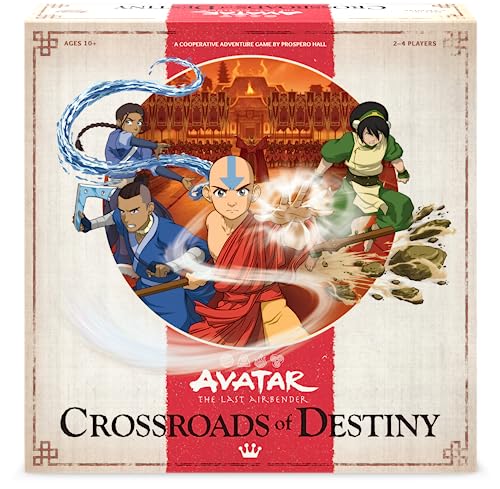 AGES 10+
A COOPERATIVE ADVENTURE GAME BY PROSPERO HALL
2–4 PLAYERS
AVATAR
THE LAST AIRBENDER
CROSSROADS of DESTINY